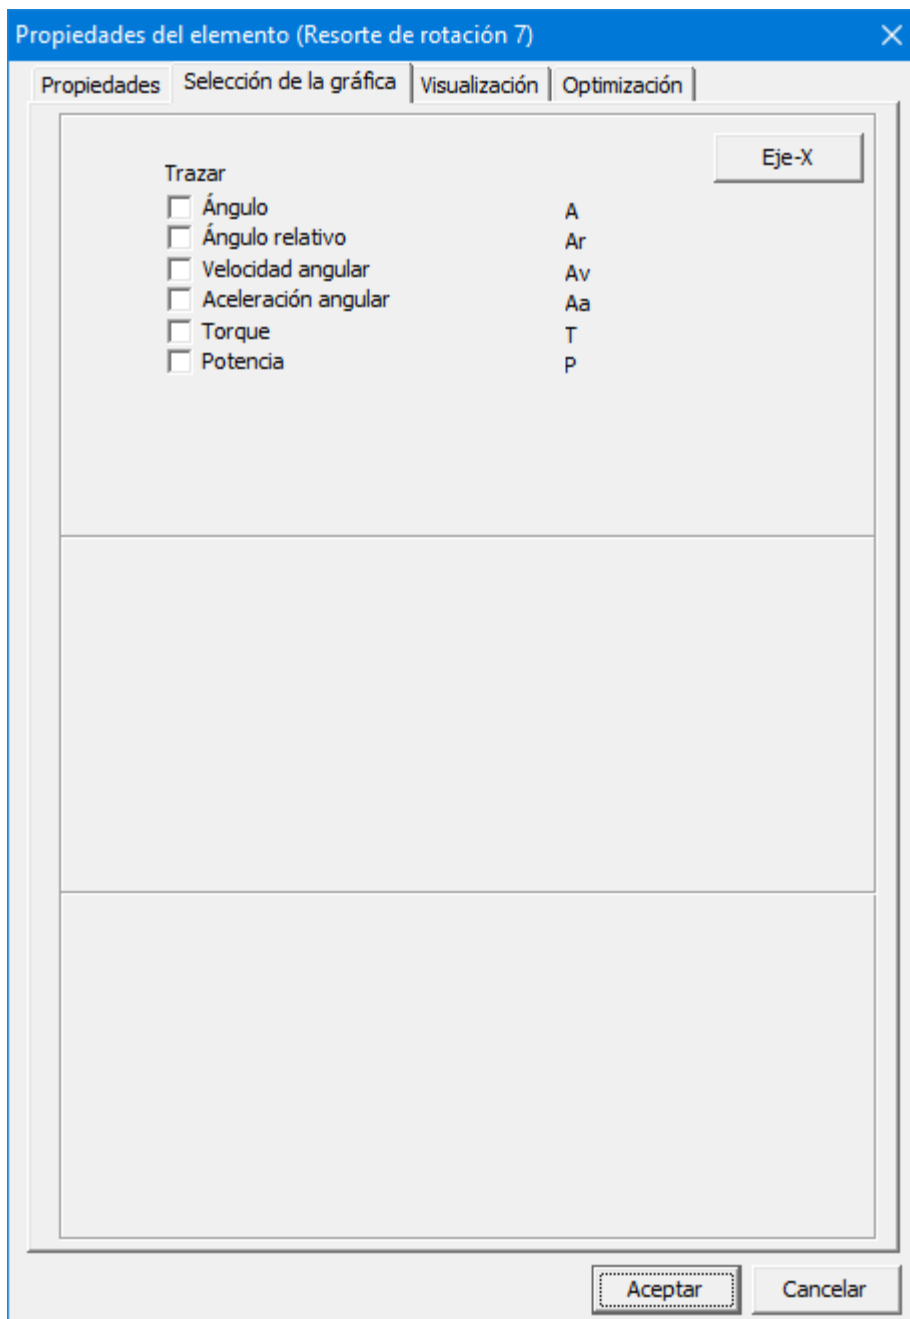 Propiedades del elemento (Resorte de rotación 7)
Propiedades Selección de la gráfica Visualización Optimización
Eje-X
Trazar
Ángulo A
Ángulo relativo Ar
Velocidad angular Av
Aceleración angular Aa
Torque T
Potencia P
Aceptar Cancelar